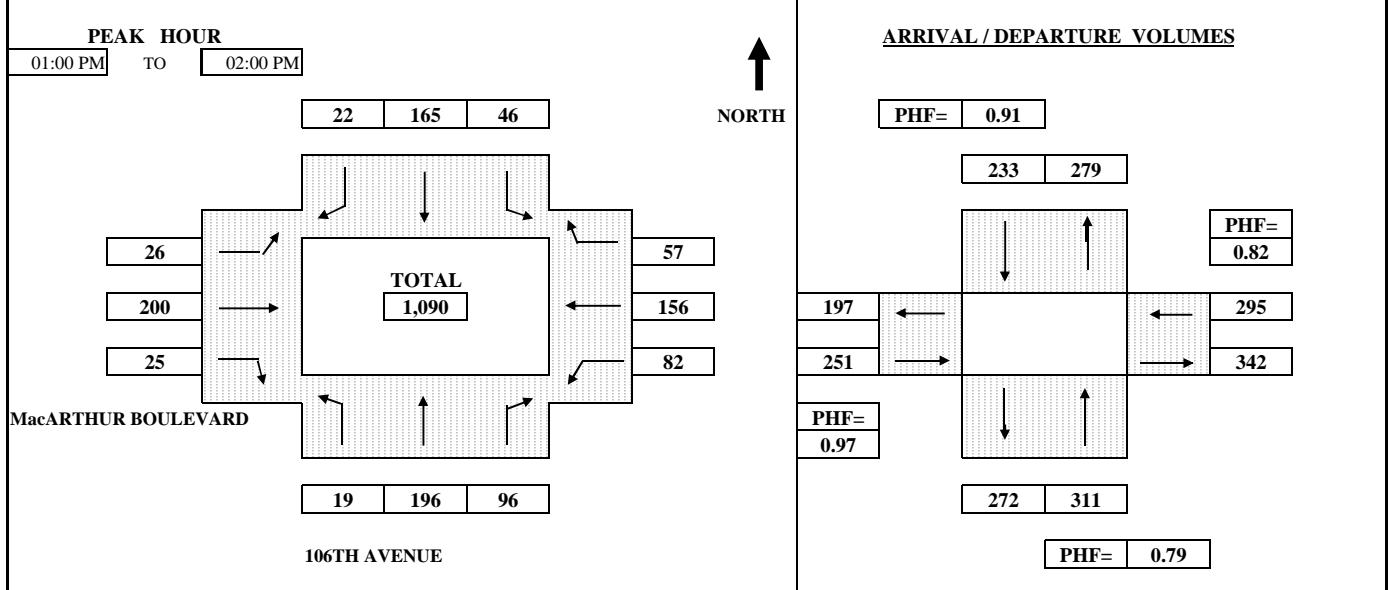 PEAK HOUR
01:00 PM TO 02:00 PM
22 165 46
NORTH
26
200
25
TOTAL
1,090
57
156
82
MacARTHUR BOULEVARD
19 196 96
106TH AVENUE
ARRIVAL / DEPARTURE VOLUMES
PHF= 0.91
233 279
PHF=
0.82
197
251
295
342
PHF=
0.97
272 311
PHF= 0.79